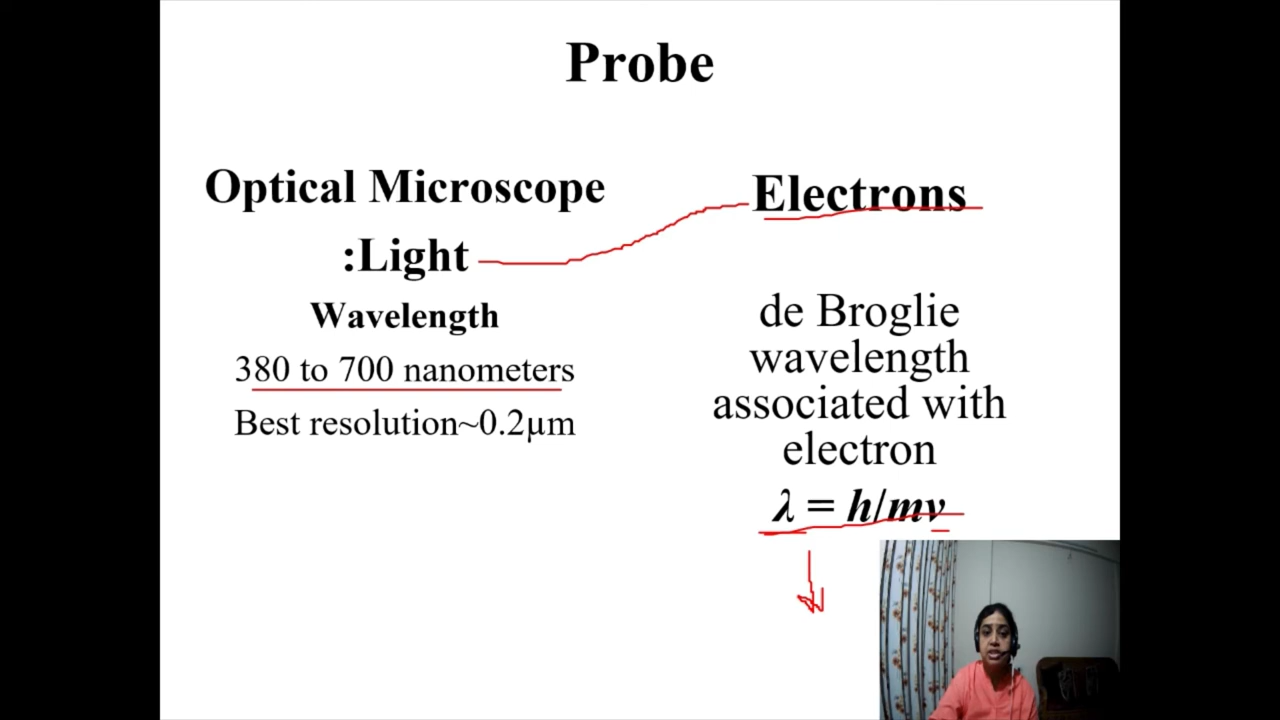 Probe
Optical Microscope
:Light
Wavelength
380 to 700 nanometers
Best resolution~0.2µm
Electrons
de Broglie
wavelength
associated with
electron
λ = h/mv